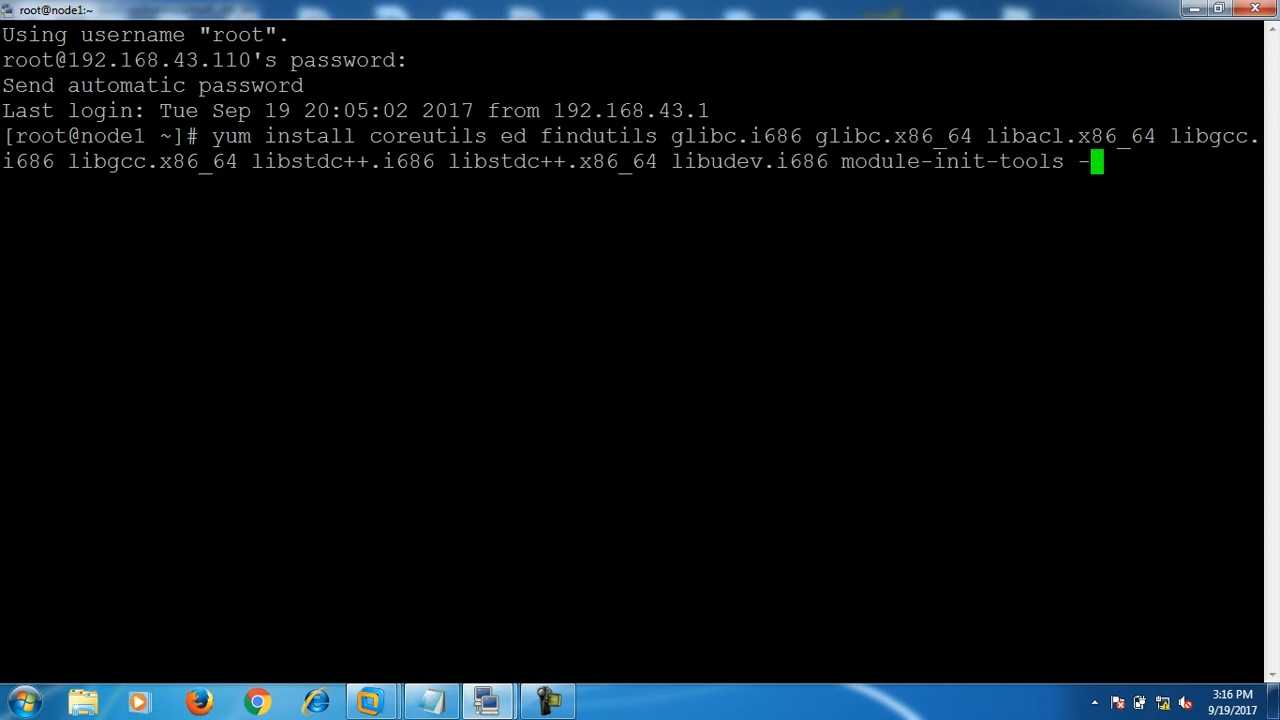 root@node1:~
Using username "root".
root@192.168.43.110's password:
Send automatic password
Last login: Tue Sep 19 20:05:02 2017 from 192.168.43.1
[root@node1 ~]# yum install coreutils ed findutils glibc.i686 glibc.x86_64 libacl.x86_64 libgcc.
i686 libgcc.x86_64 libstdc++.i686 libstdc++.x86_64 libudev.i686 module-init-tools -
3:16 PM
9/19/2017